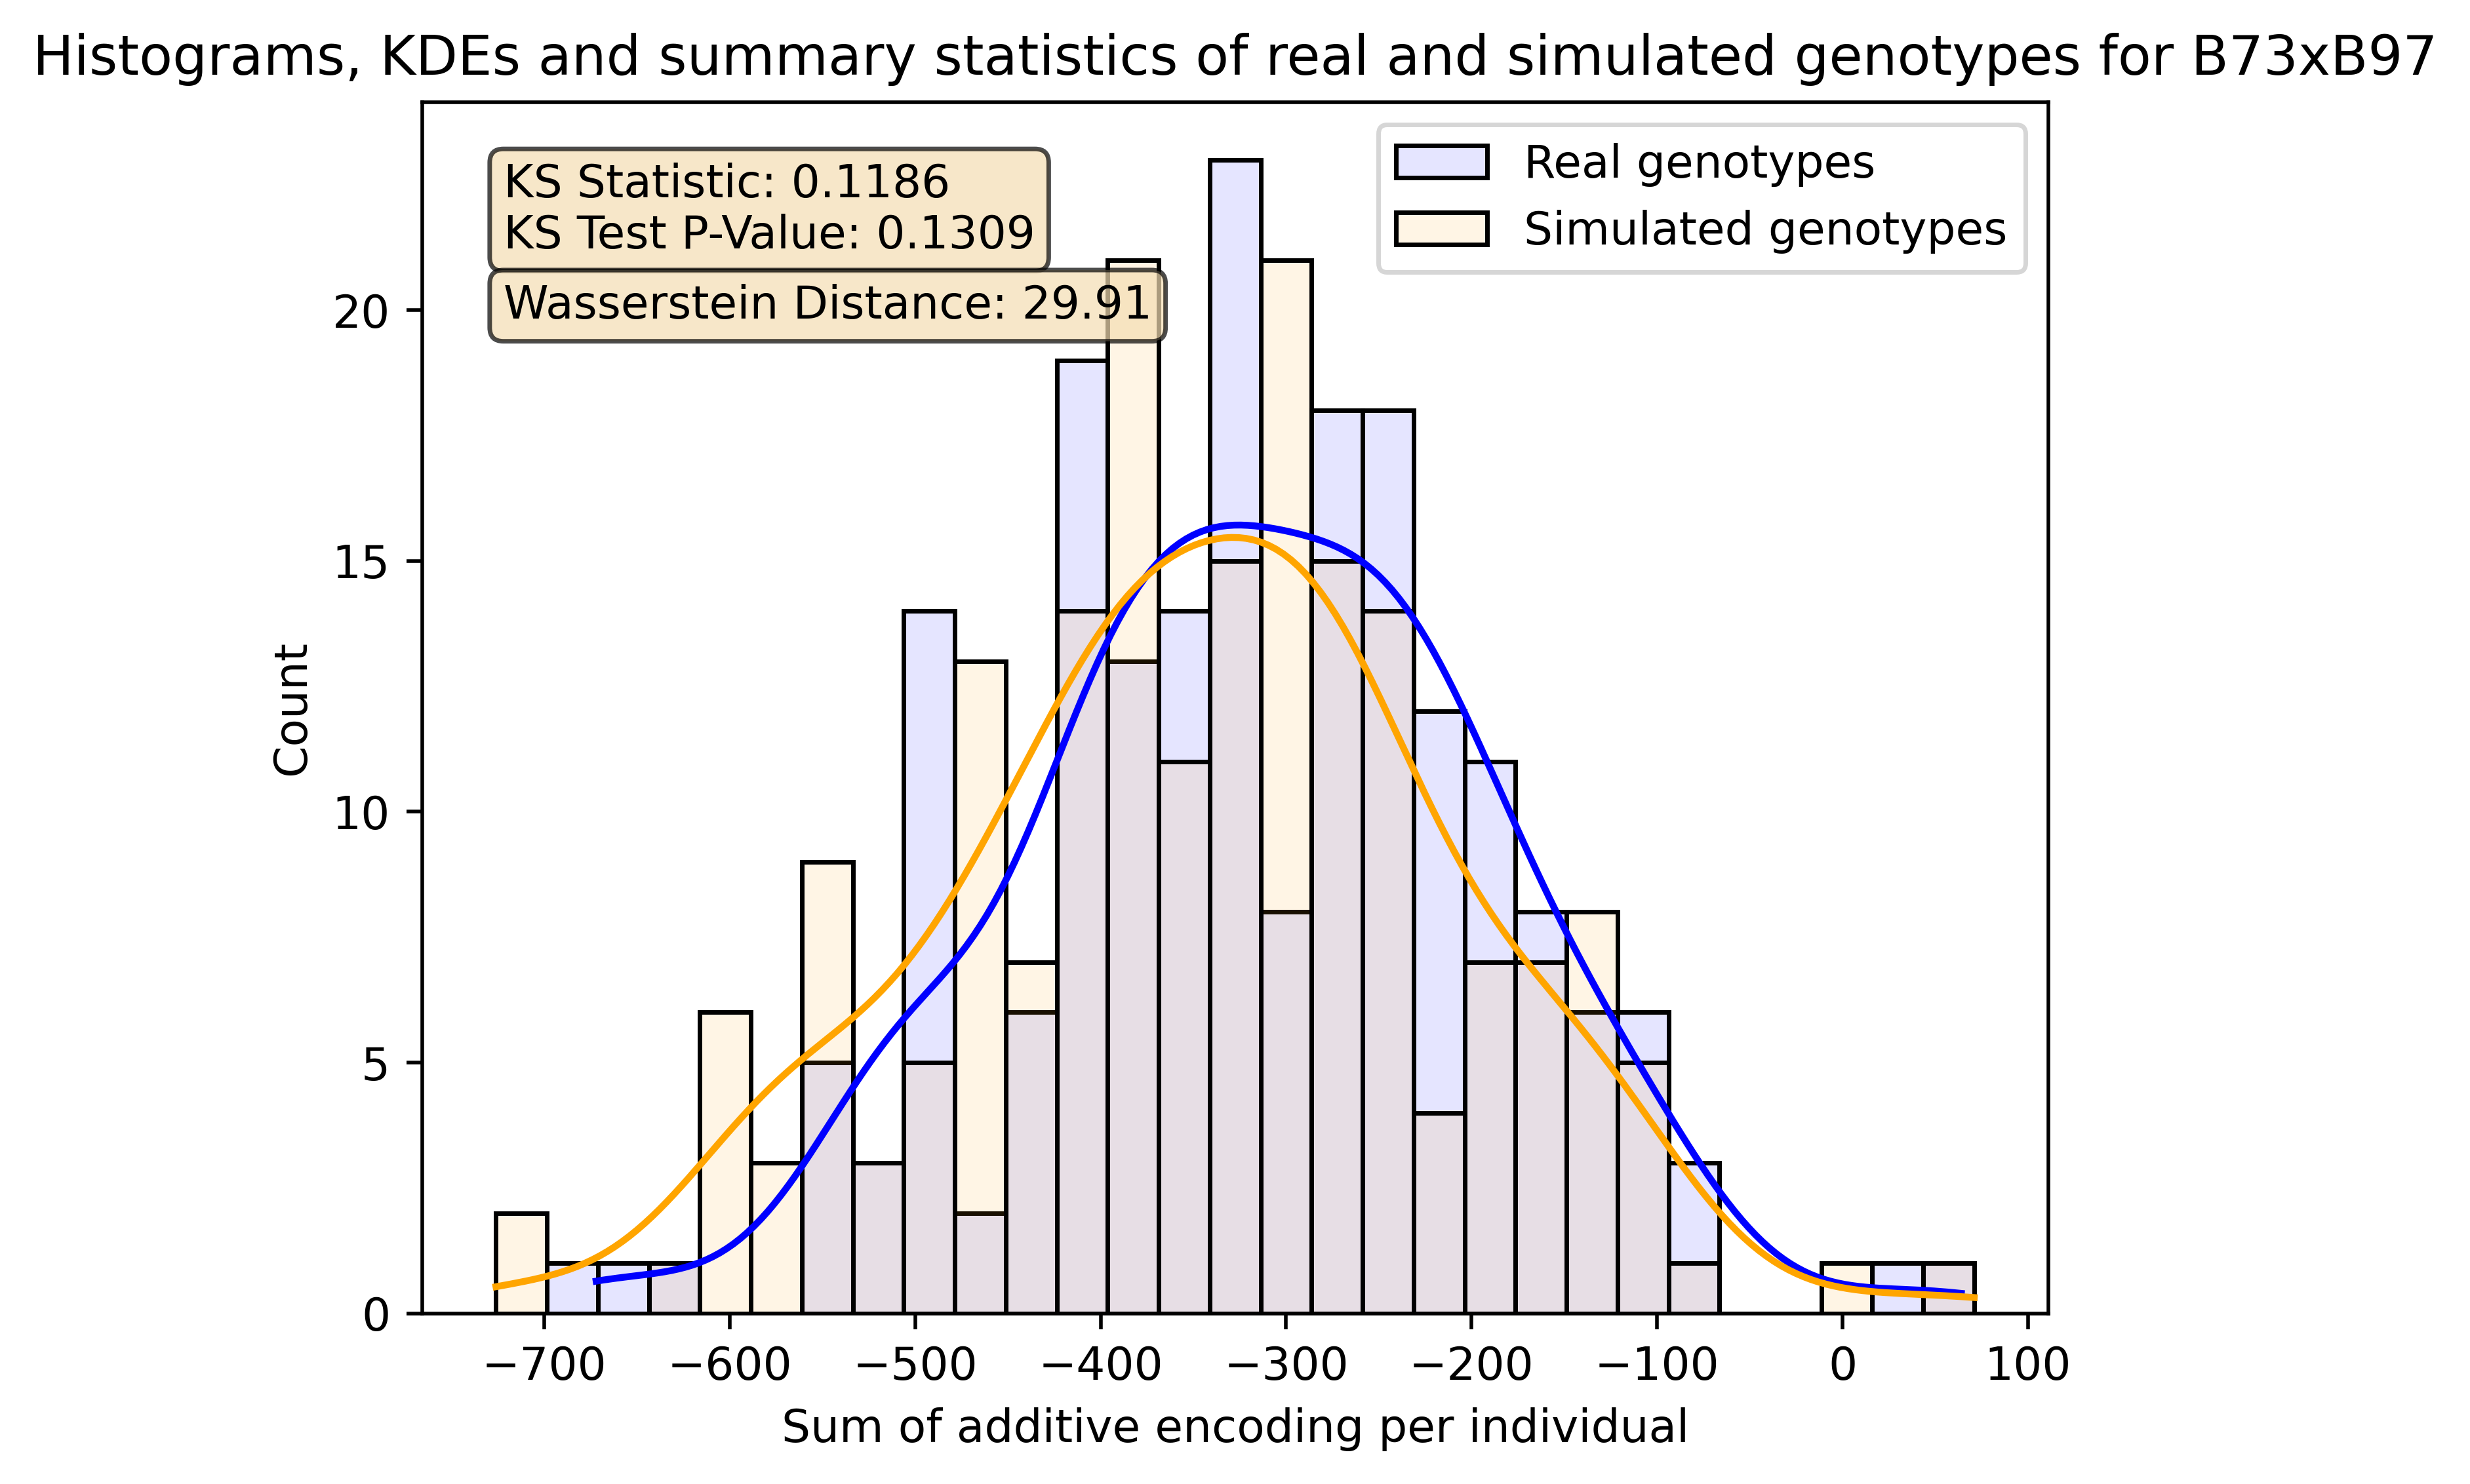 Histograms, KDEs and summary statistics of real and simulated genotypes for B73xB97
KS Statistic: 0.1186
KS Test P-Value: 0.1309
Wasserstein Distance: 29.91
Real genotypes
Simulated genotypes
Count
20
15
10
5
0
−700 −600 −500 −400 −300 −200 −100 0 100
Sum of additive encoding per individual